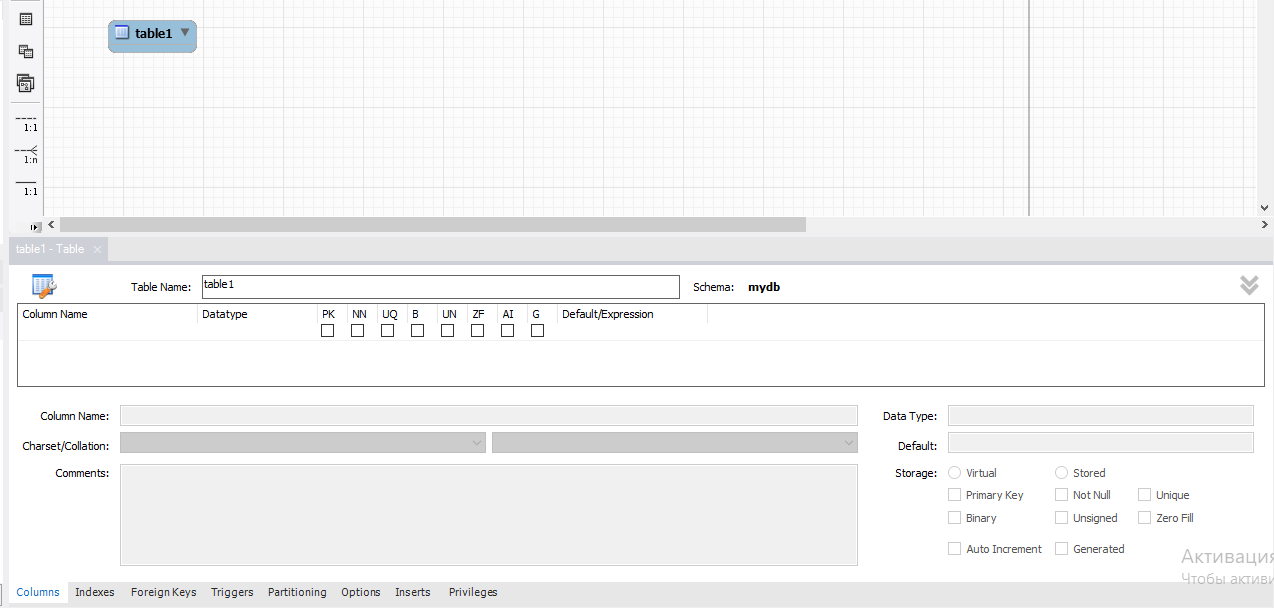 table1
1:1
1:n
1:1
table1 - Table
Table Name: table1 Schema: mydb
Column Name Datatype PK NN UQ B UN ZF AI G Default/Expression
Column Name: Data Type:
Charset/Collation: Default:
Comments: Storage: Virtual Stored
Primary Key Not Null Unique
Binary Unsigned Zero Fill
Auto Increment Generated
Активация
Чтобы активи
Columns Indexes Foreign Keys Triggers Partitioning Options Inserts Privileges